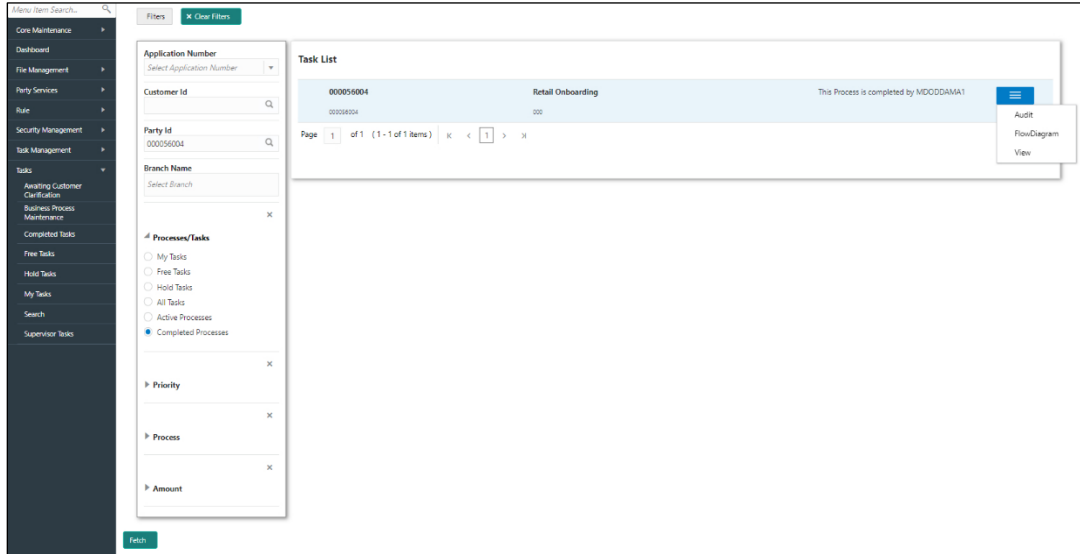 Menu Item Search..
Core Maintenance
Dashboard
File Management
Party Services
Rule
Security Management
Task Management
Tasks
Awaiting Customer
Clarification
Business Process
Maintenance
Completed Tasks
Free Tasks
Hold Tasks
My Tasks
Search
Supervisor Tasks
Filters
× Clear Filters
Application Number
Select Application Number
Customer Id
Party Id
000056004
Branch Name
Select Branch
×
Processes/Tasks
My Tasks
Free Tasks
Hold Tasks
All Tasks
Active Processes
Completed Processes
×
Priority
×
Process
×
Amount
Fetch
Task List
000056004 Retail Onboarding This Process is completed by MDODDAMA1
000056004 000
Page 1 of 1 (1 - 1 of 1 items) K < 1 > X
Audit
FlowDiagram
View